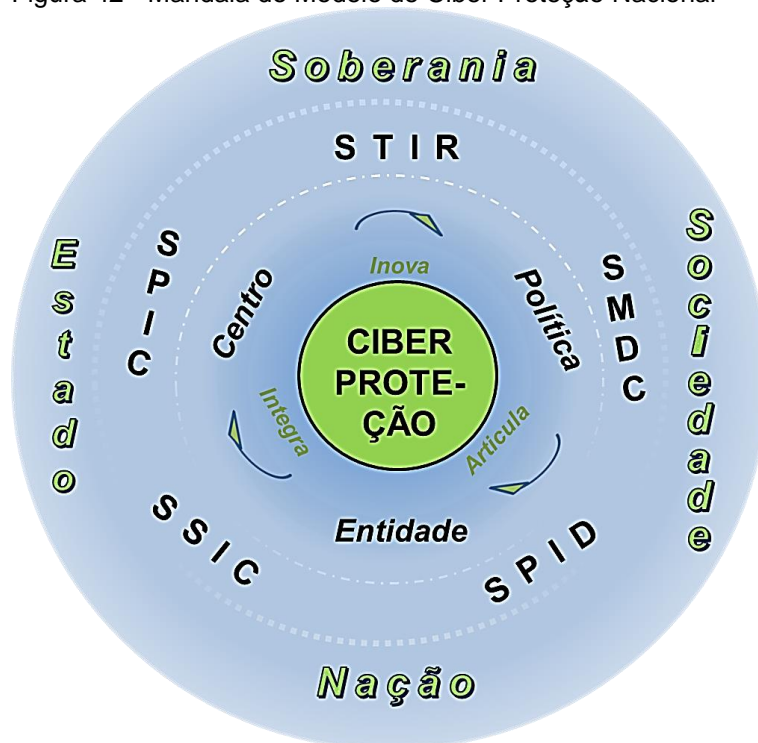 Figura 42 - Mandala do Modelo de Ciber Proteção Nacional
Soberania
STIR
Estado
SPIC
Centro
Inova
Política
SMDC
Sociedade
CIBER
PROTE-
ÇÃO
Integra
Articula
Entidade
SSIC
SPID
Nação